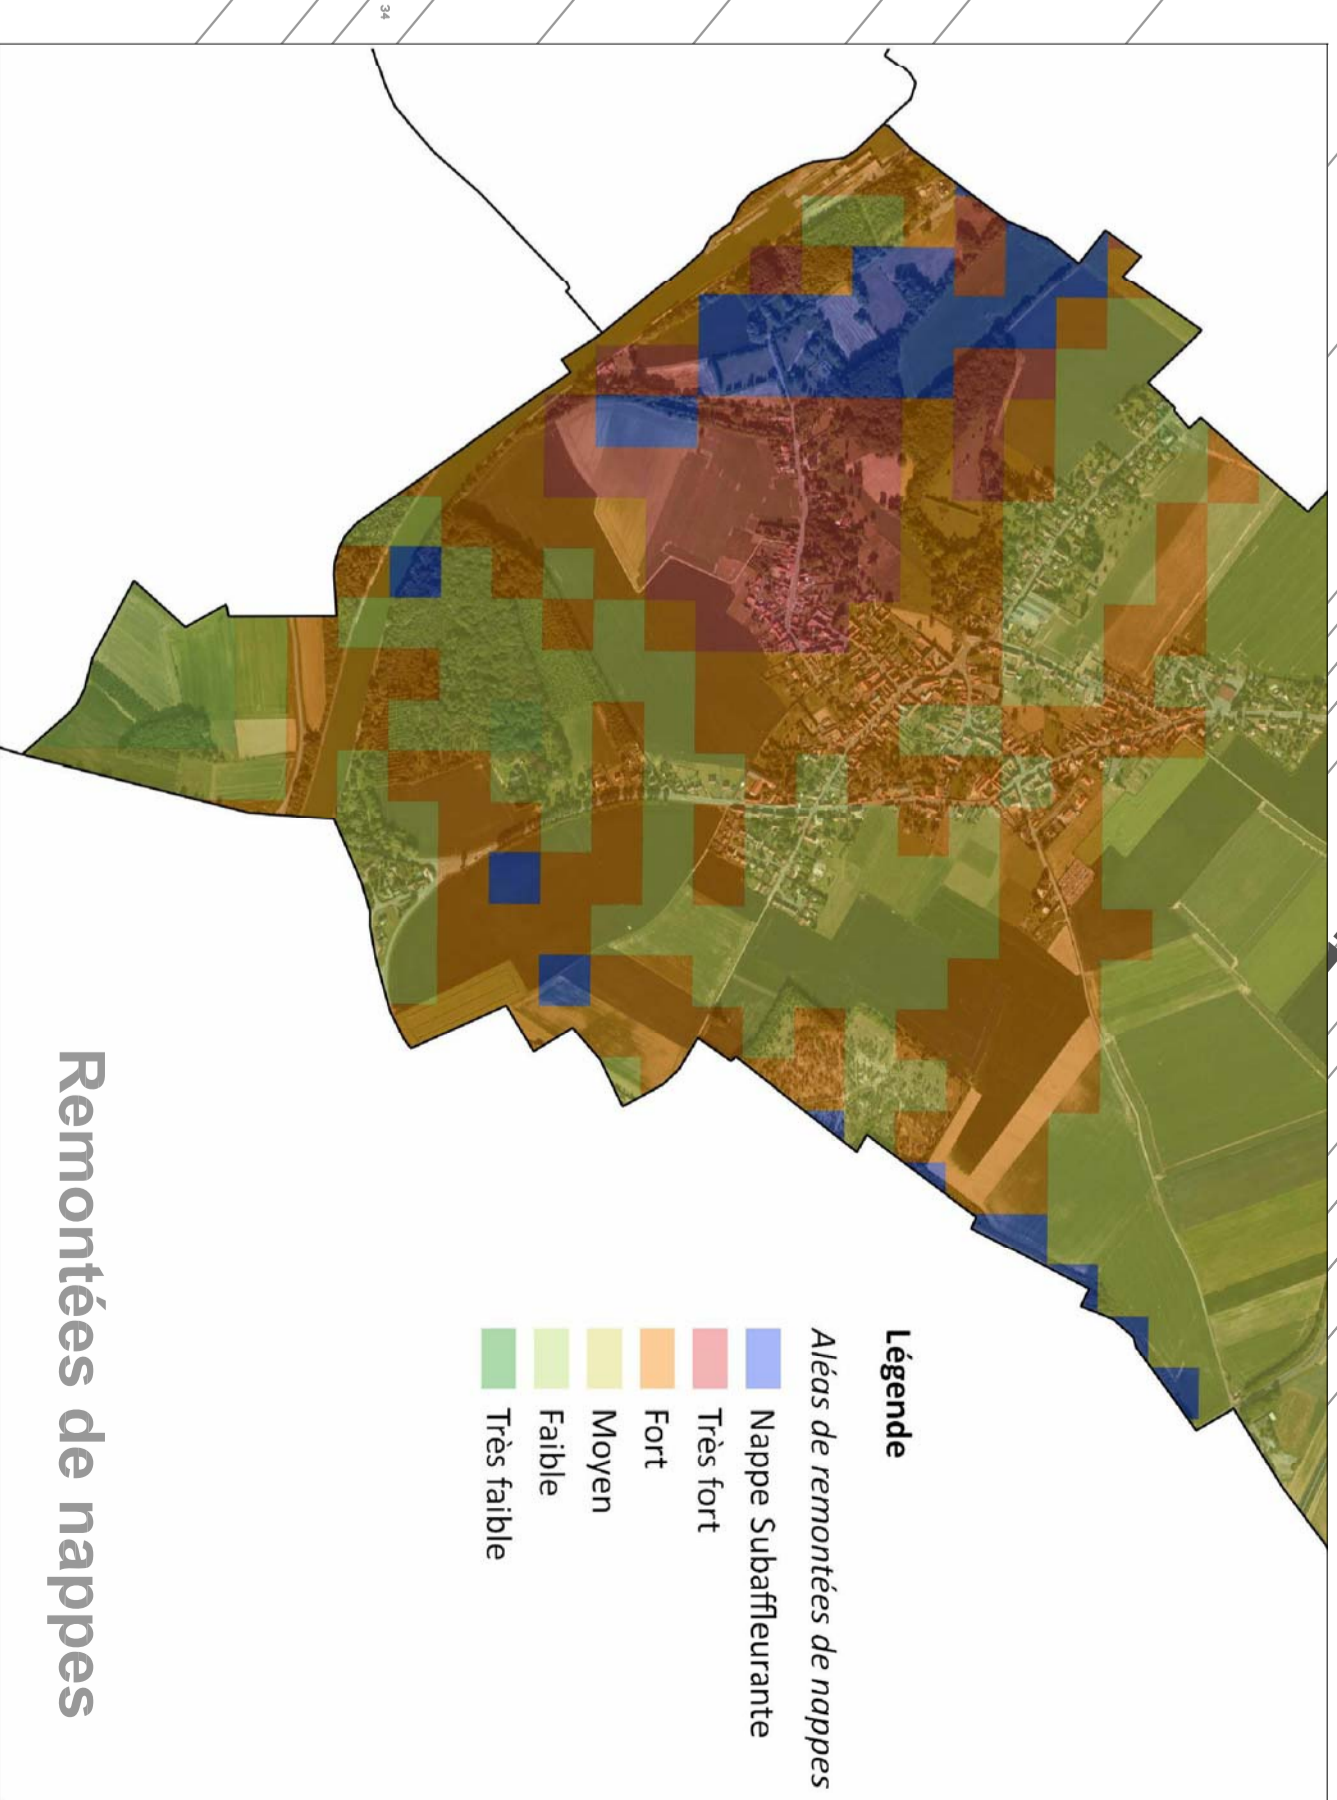 34
Légende
Aléas de remontées de nappes
Nappe Subaffleurante
Très fort
Fort
Moyen
Faible
Très faible
Remontées de nappes